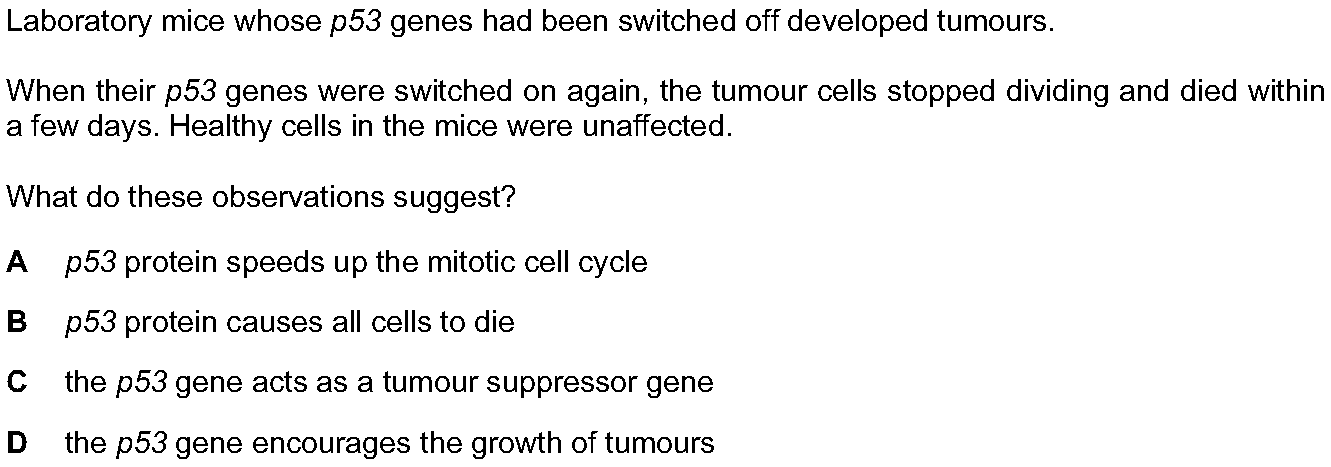 Laboratory mice whose p53 genes had been switched off developed tumours.
When their p53 genes were switched on again, the tumour cells stopped dividing and died within
a few days. Healthy cells in the mice were unaffected.
What do these observations suggest?
A p53 protein speeds up the mitotic cell cycle
B p53 protein causes all cells to die
C the p53 gene acts as a tumour suppressor gene
D the p53 gene encourages the growth of tumours